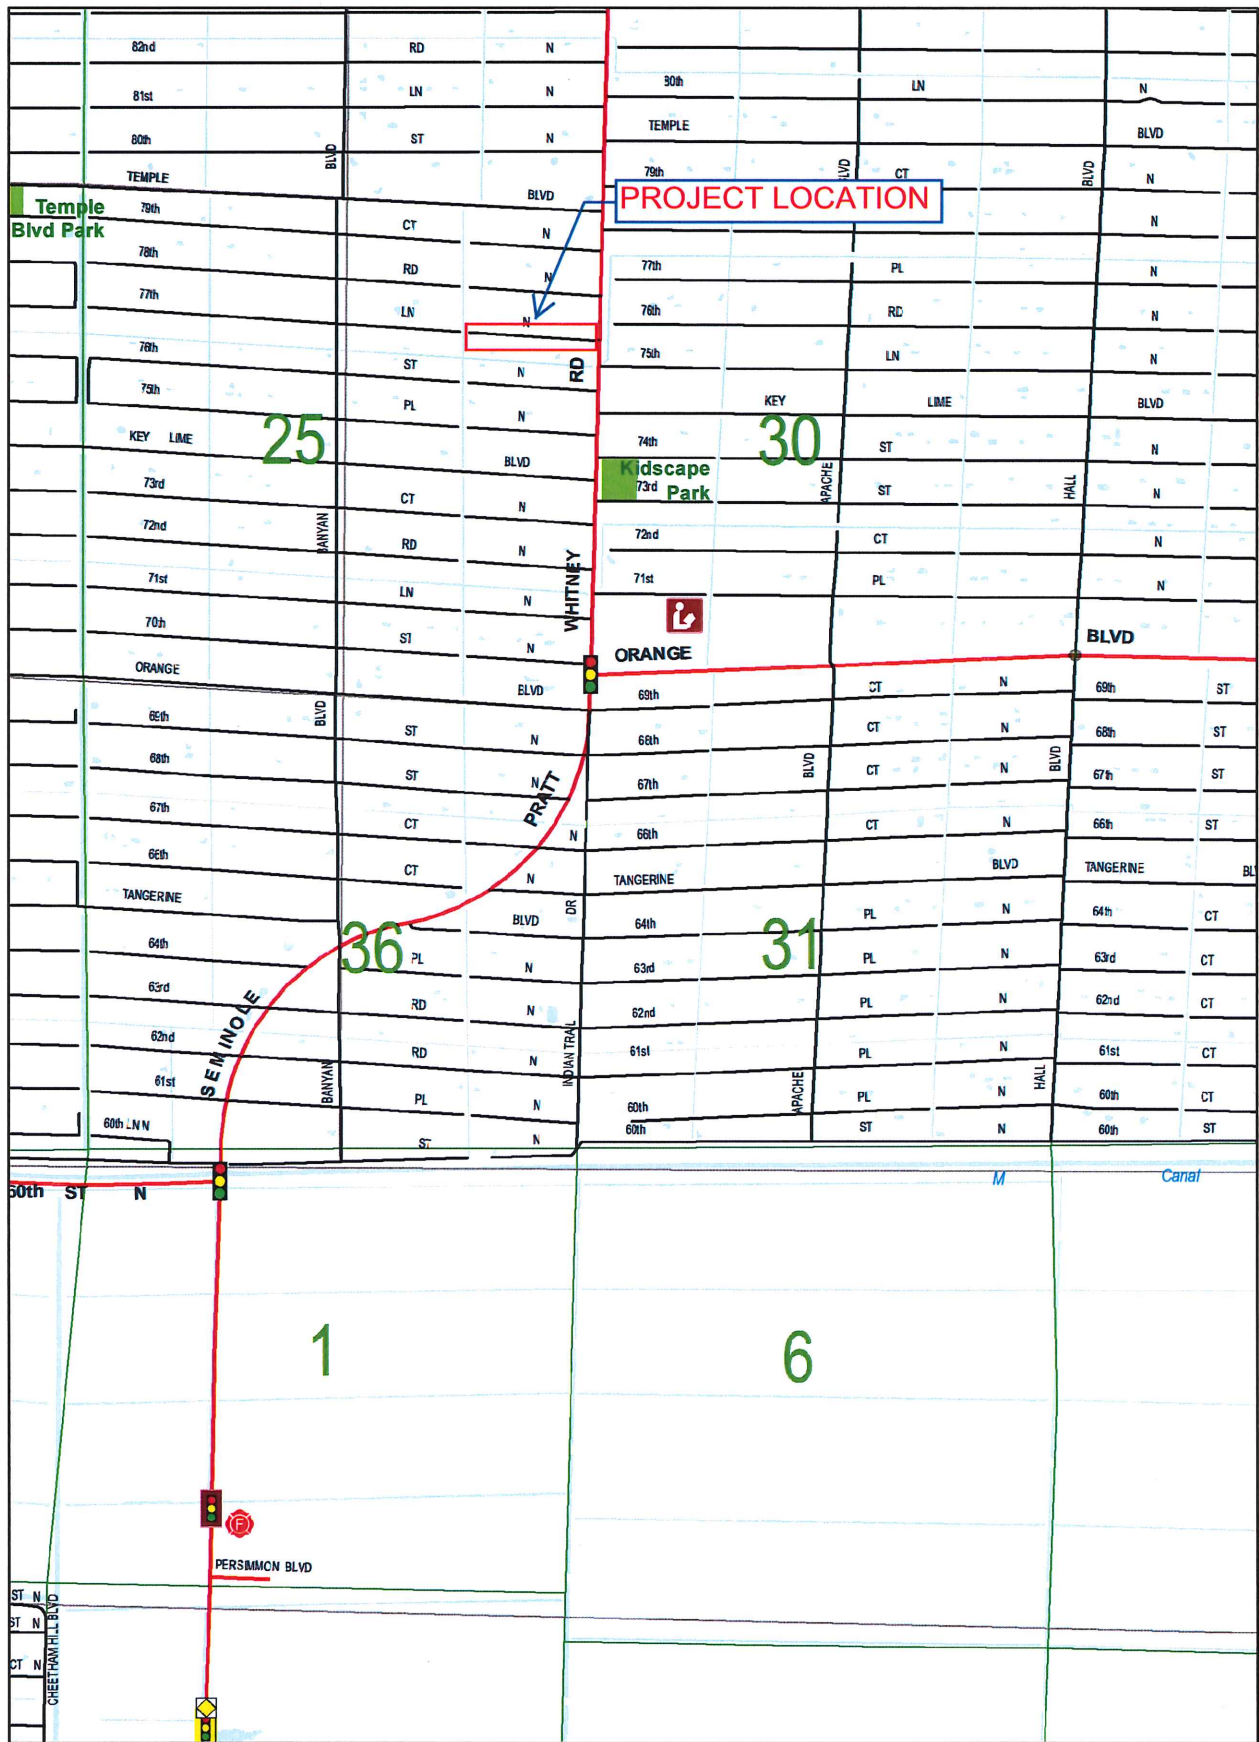 82nd RD N
80th LN N
81st LN N
TEMPLE BLVD
80th ST N
BLVD
79th CT N
BLVD
BLVD
TEMPLE BLVD
PROJECT LOCATION
Temple
Blvd Park
79th CT N
N
78th RD N
77th PL N
77th LN N
76th RD N
76th ST N
75th LN N
RD
75th PL N
KEY LIME BLVD
25
30
KEY LIME BLVD
74th ST N
Kidscape
Park
73rd CT N
73rd ST N
APACHE
HALL
BANYAN
72nd RD N
72nd CT N
WHITNEY
71st LN N
71st PL N
70th ST N
ORANGE BLVD
ORANGE BLVD
69th CT N
69th ST
BLVD
69th ST N
68th CT N
68th ST
BLVD
BLVD
68th ST N
67th CT N
67th ST
PRATT
67th CT N
66th CT N
66th ST
66th CT N
TANGERINE BLVD
TANGERINE BL
TANGERINE BLVD
DR
64th PL N
64th CT
36
31
64th PL N
63rd PL N
63rd CT
63rd RD N
62nd PL N
62nd CT
SEMINOLE
INDIAN TRAIL
62nd RD N
61st PL N
61st CT
BANYAN
APACHE
HALL
61st PL N
60th PL N
60th CT
60th LN N
60th ST N
60th ST
ST N
M Canal
60th ST N
1
6
F
PERSIMMON BLVD
ST N
ST N
CT N
CHEETHAM HILL BLVD